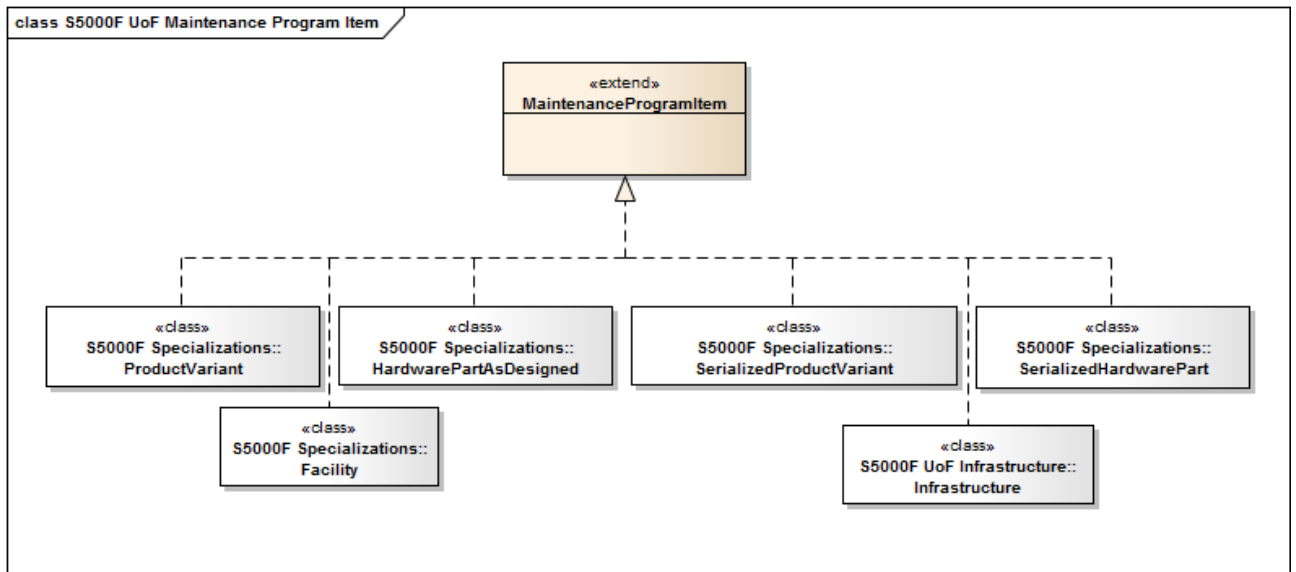 class S5000F UoF Maintenance Program Item
«extend»
MaintenanceProgramItem
«class»
S5000F Specializations::
ProductVariant
«class»
S5000F Specializations::
HardwarePartAsDesigned
«class»
S5000F Specializations::
SerializedProductVariant
«class»
S5000F Specializations::
SerializedHardwarePart
«class»
S5000F Specializations::
Facility
«class»
S5000F UoF Infrastructure::
Infrastructure